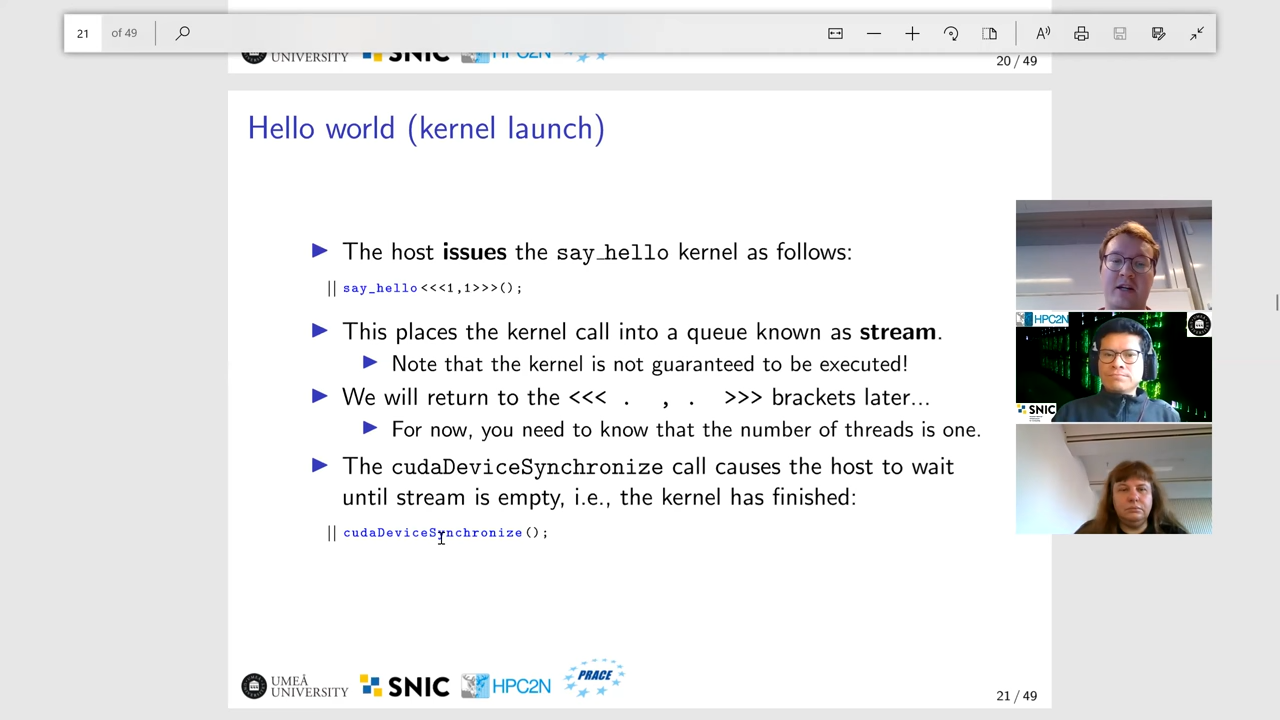 21 of 49
UNIVERSITY SNIC HPC2N
20 / 49
Hello world (kernel launch)
The host issues the say_hello kernel as follows:
say_hello<<<1,1>>>();
This places the kernel call into a queue known as stream.
Note that the kernel is not guaranteed to be executed!
We will return to the <<< . , . >>> brackets later...
For now, you need to know that the number of threads is one.
The cudaDeviceSynchronize call causes the host to wait
until stream is empty, i.e., the kernel has finished:
cudaDeviceSynchronize();
HPC2N
SNIC
UMEÅ
UNIVERSITY
SNIC
HPC2N
PRACE
21 / 49